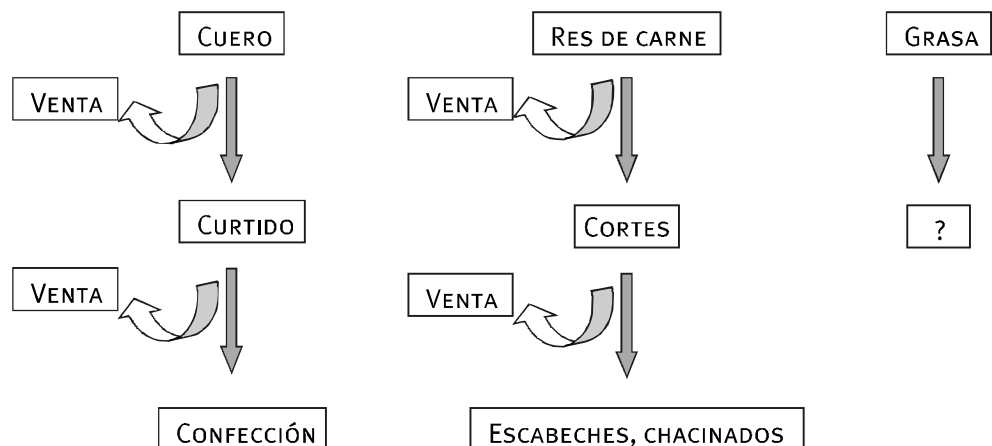 CUERO
RES DE CARNE
GRASA
VENTA
VENTA
CURTIDO
CORTES
?
VENTA
VENTA
CONFECCIÓN
ESCABECHES, CHACINADOS